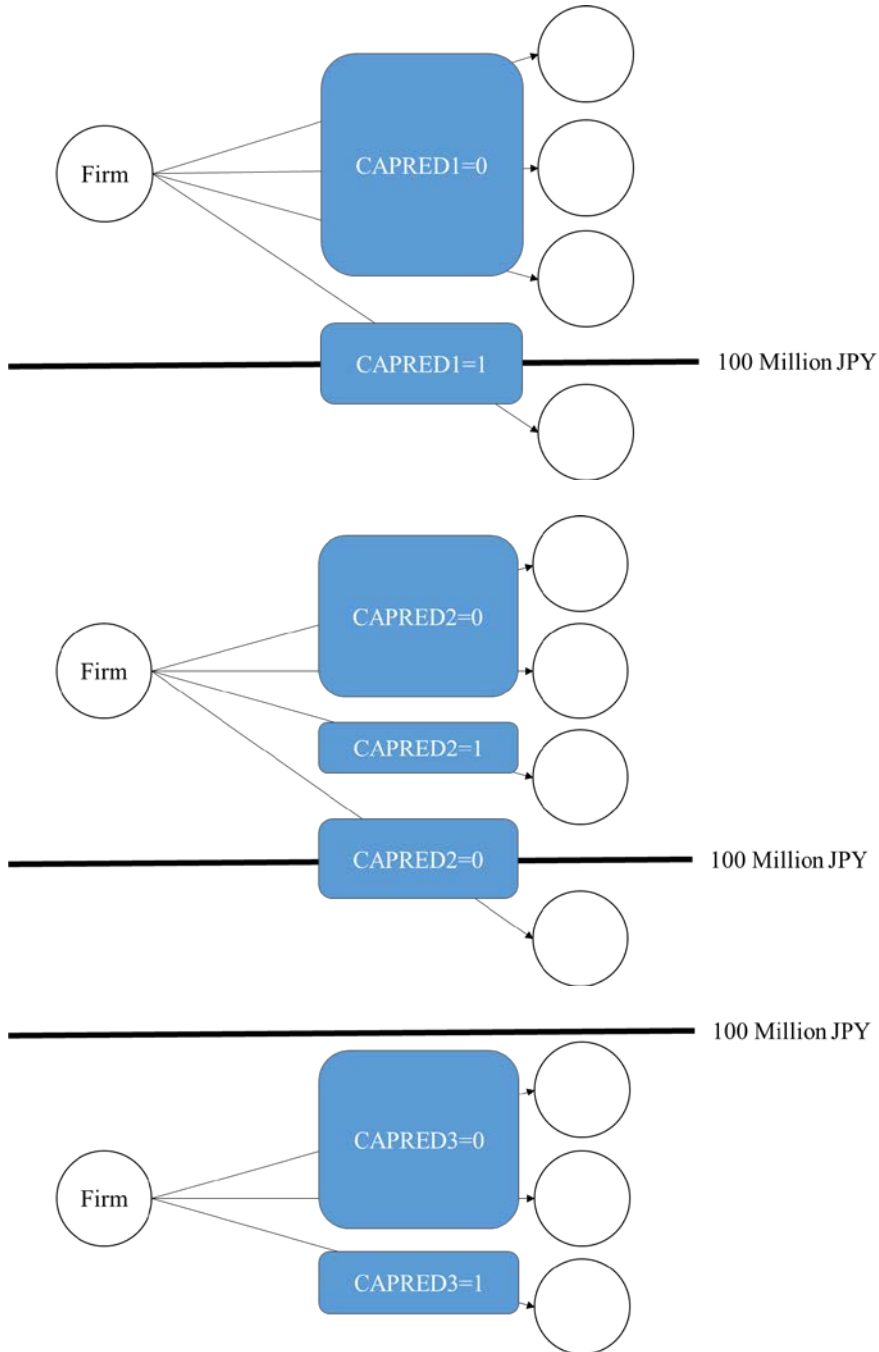 Firm
CAPRED1=0
CAPRED1=1
100 Million JPY
Firm
CAPRED2=0
CAPRED2=1
CAPRED2=0
100 Million JPY
100 Million JPY
Firm
CAPRED3=0
CAPRED3=1